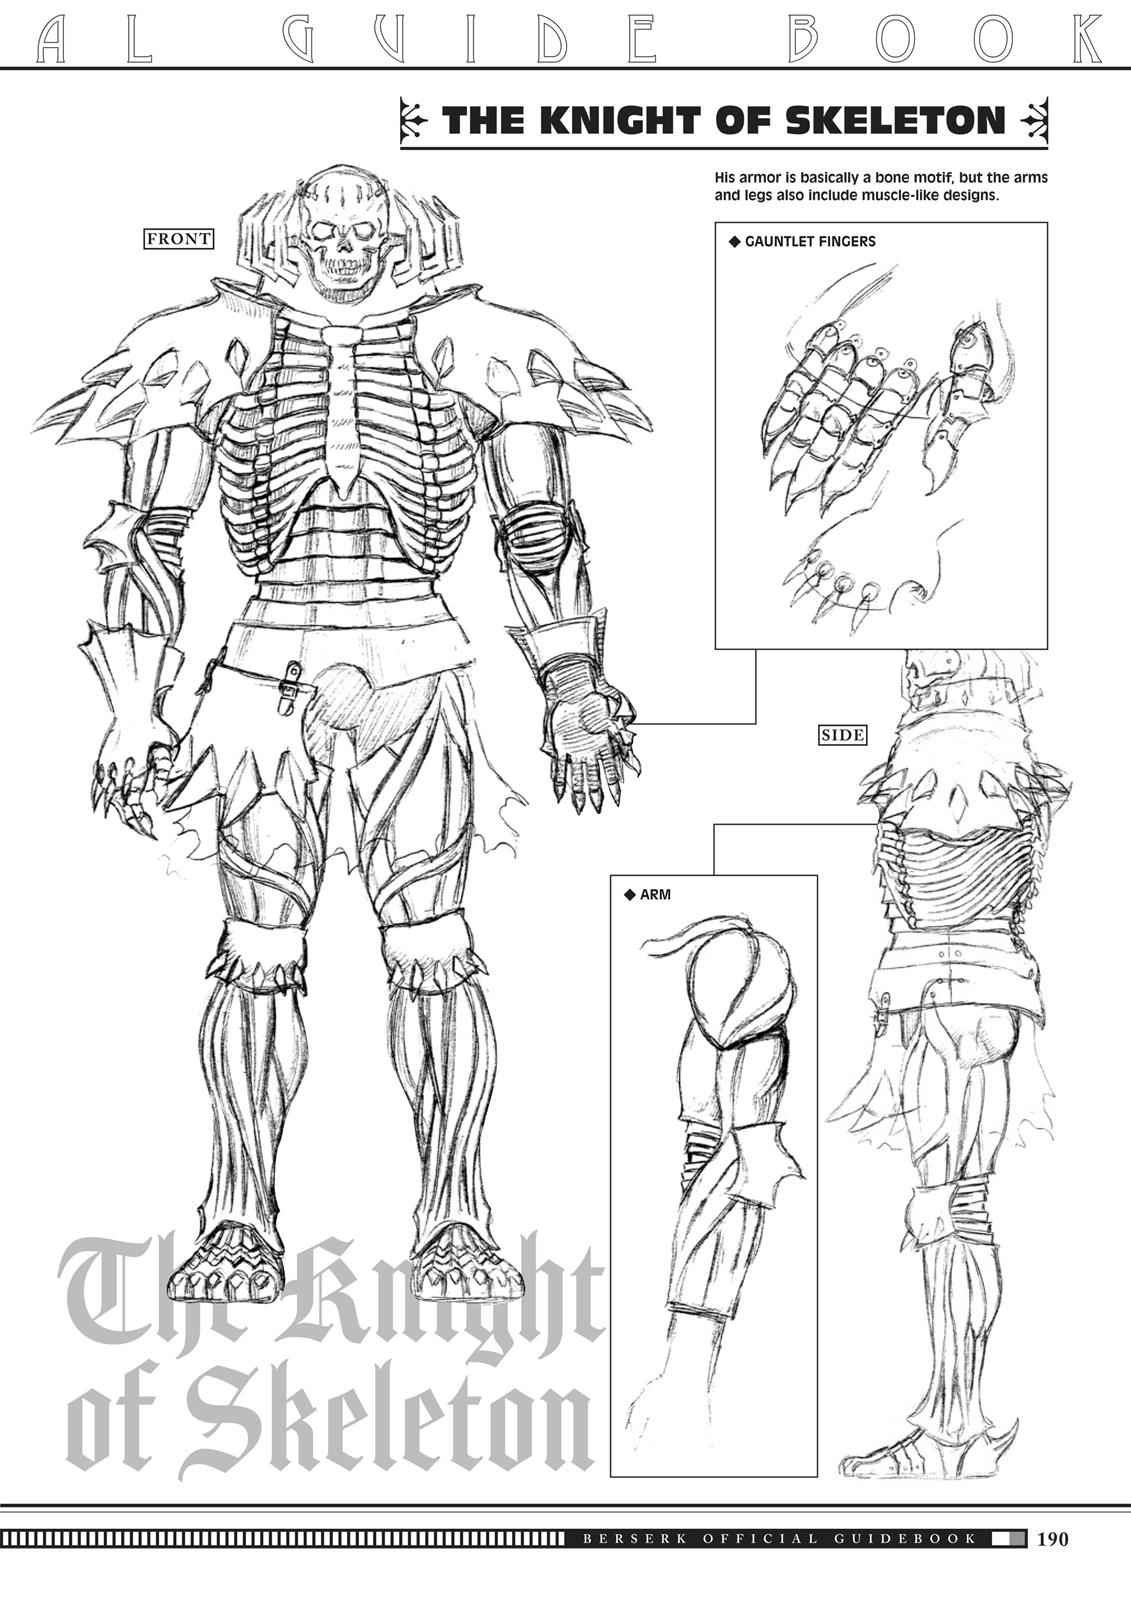 AL GUIDE BOOK
THE KNIGHT OF SKELETON
His armor is basically a bone motif, but the arms
and legs also include muscle-like designs.
FRONT
◆ GAUNTLET FINGERS
SIDE
◆ ARM
The Knight
of Skeleton
BERSERK OFFICIAL GUIDEBOOK
190